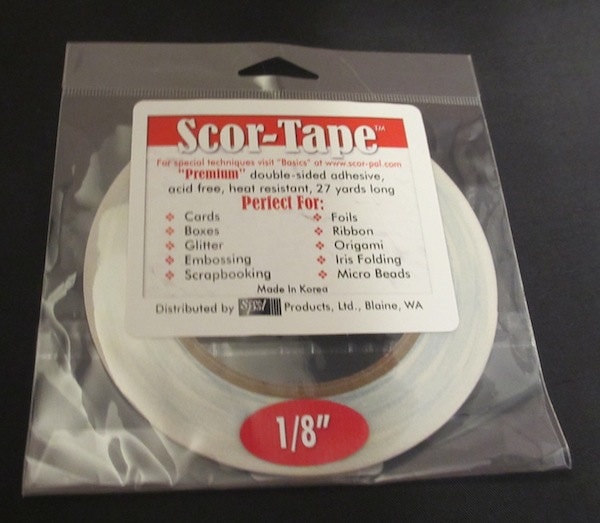 Scor-Tape™
For special techniques visit "Basics" at www.scor-pal.com
"Premium" double-sided adhesive,
acid free, heat resistant, 27 yards long
Perfect For:
❖ Cards
❖ Boxes
❖ Glitter
❖ Embossing
❖ Scrapbooking
❖ Foils
❖ Ribbon
❖ Origami
❖ Iris Folding
❖ Micro Beads
Made In Korea
Distributed by Products, Ltd., Blaine, WA
1/8"